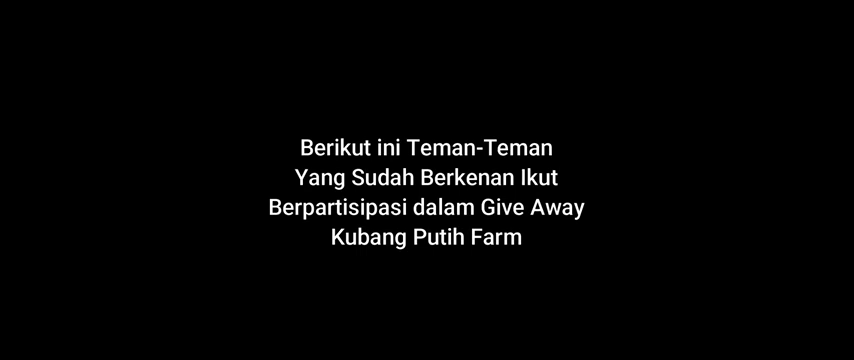 Berikut ini Teman-Teman
Yang Sudah Berkenan Ikut
Berpartisipasi dalam Give Away
Kubang Putih Farm